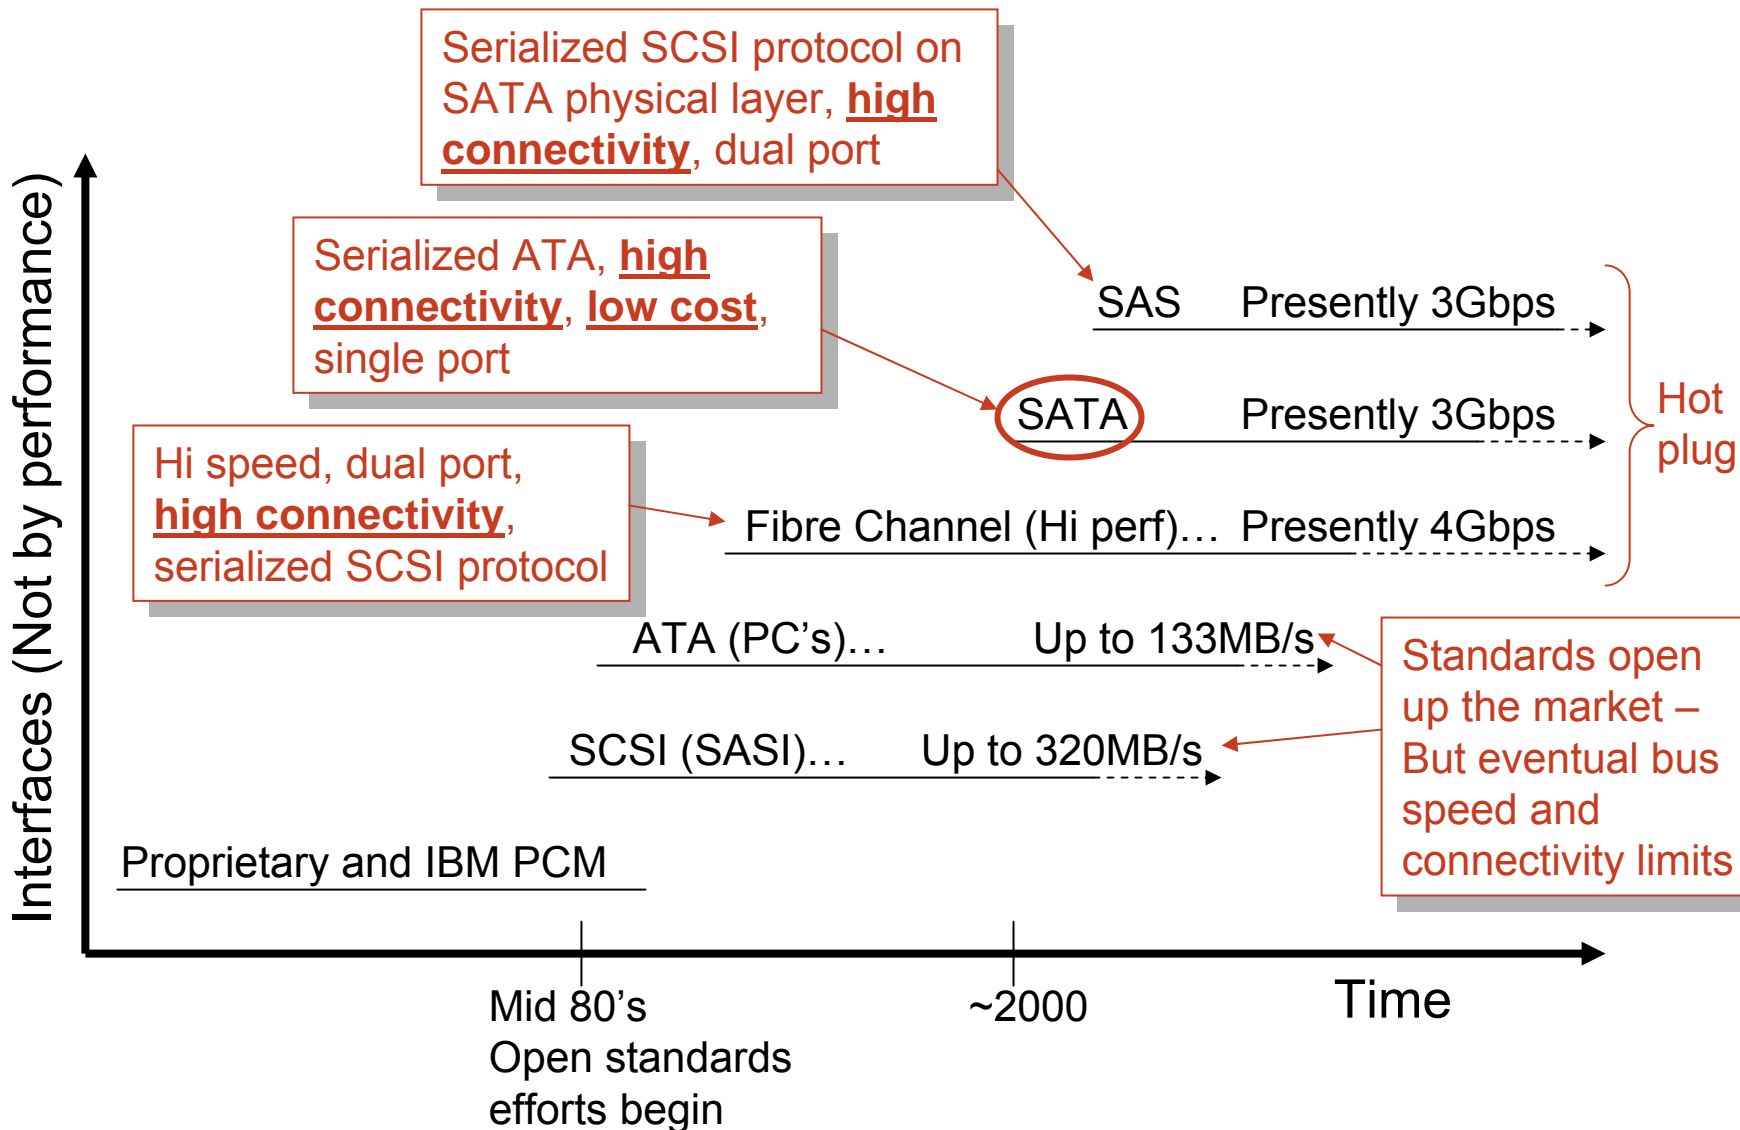 Serialized SCSI protocol on
SATA physical layer, high
connectivity, dual port
Serialized ATA, high
connectivity, low cost,
single port
Hi speed, dual port,
high connectivity,
serialized SCSI protocol
Interfaces (Not by performance)
SAS Presently 3Gbps
SATA Presently 3Gbps
Fibre Channel (Hi perf)… Presently 4Gbps
Hot
plug
ATA (PC's)… Up to 133MB/s
SCSI (SASI)… Up to 320MB/s
Proprietary and IBM PCM
Standards open
up the market –
But eventual bus
speed and
connectivity limits
Mid 80's
Open standards
efforts begin
~2000
Time